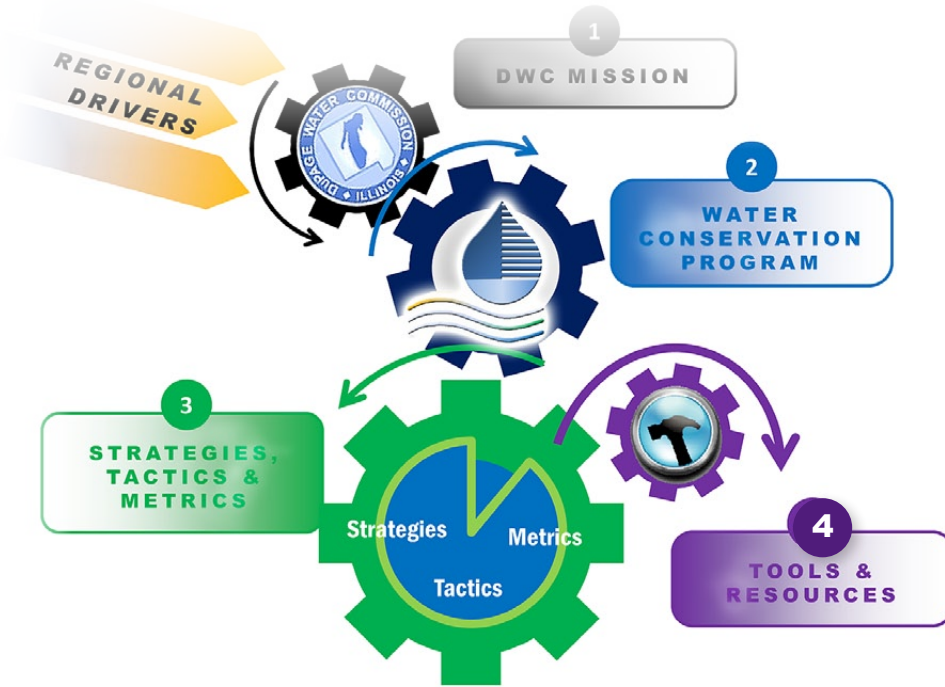 REGIONAL
DRIVERS
1
DWC MISSION
DUPAGE WATER COMMISSION
ILLINOIS
2
WATER
CONSERVATION
PROGRAM
3
STRATEGIES,
TACTICS &
METRICS
Strategies
Metrics
Tactics
4
TOOLS &
RESOURCES